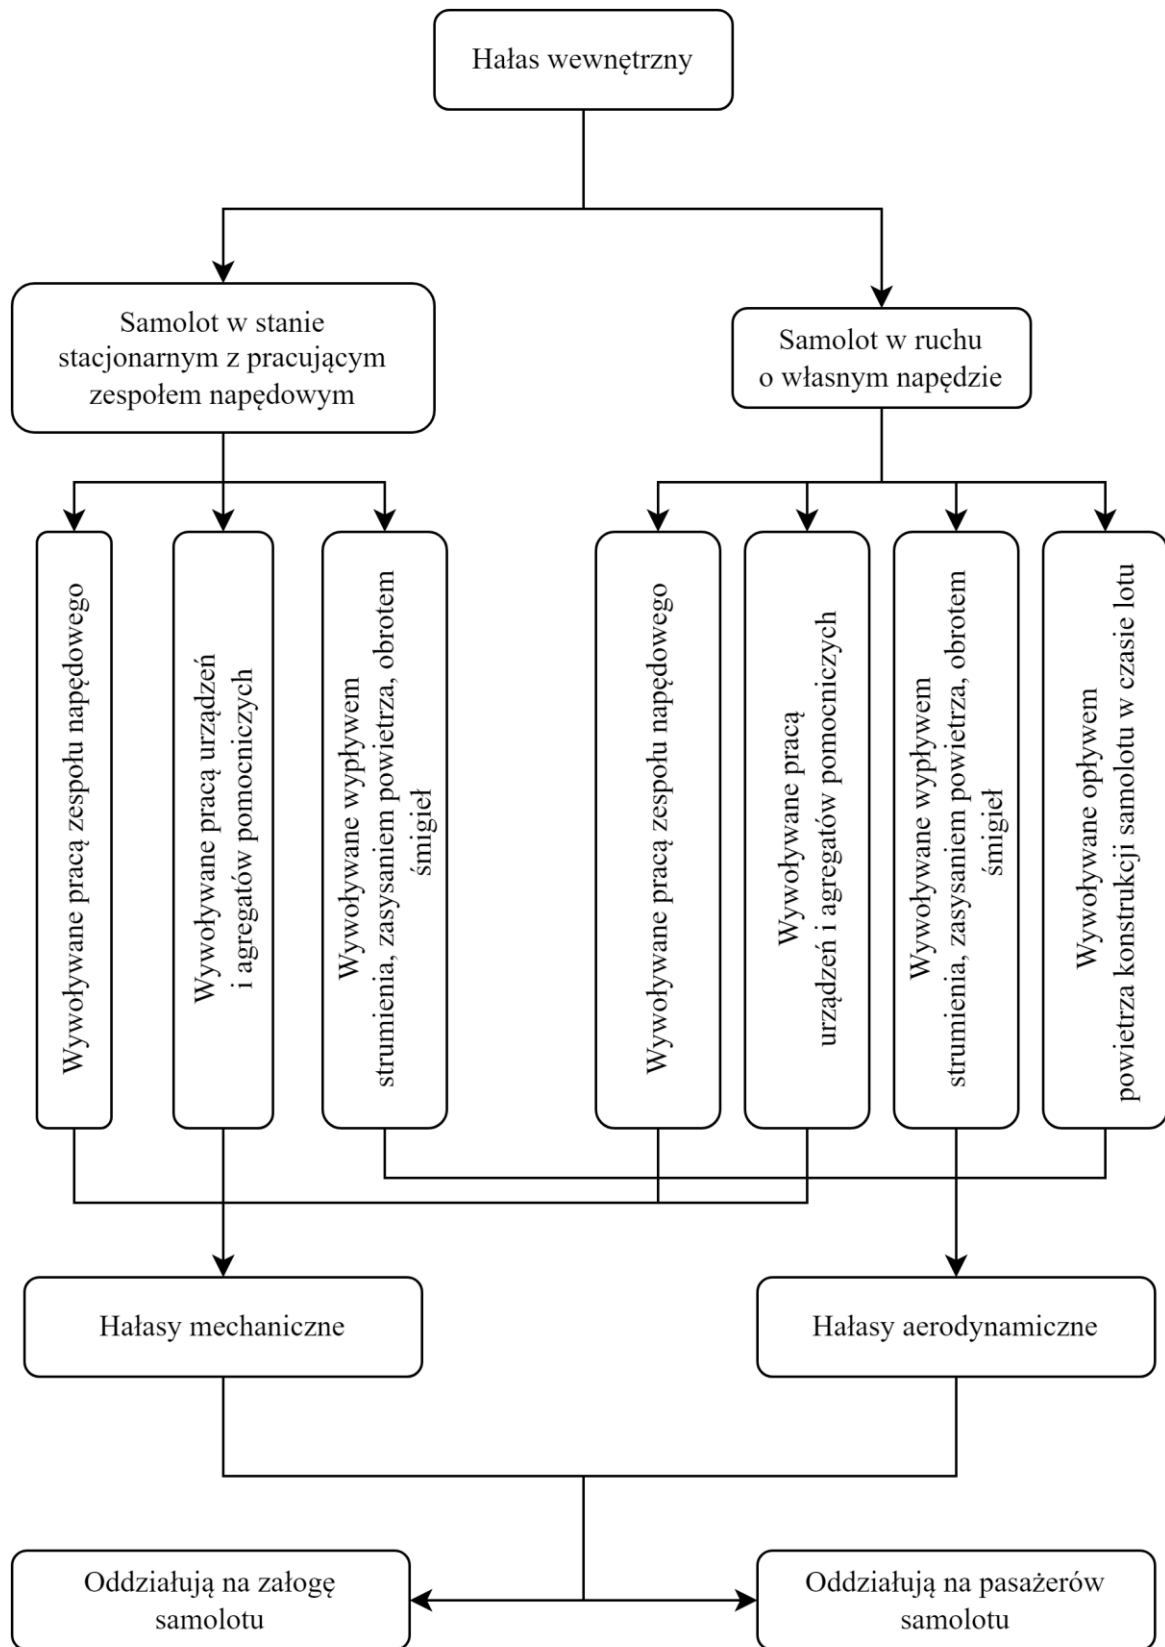 Hałas wewnętrzny
Samolot w stanie
stacjonarnym z pracującym
zespołem napędowym
Samolot w ruchu
o własnym napędzie
Wywoływane pracą zespołu napędowego
Wywoływane pracą urządzeń
i agregatów pomocniczych
Wywoływane wypływem
strumienia, zasysaniem powietrza, obrotem
śmigieł
Wywoływane pracą zespołu napędowego
Wywoływane pracą
urządzeń i agregatów pomocniczych
Wywoływane wypływem
strumienia, zasysaniem powietrza, obrotem
śmigieł
Wywoływane opływem
powietrza konstrukcji samolotu w czasie lotu
Hałasy mechaniczne
Hałasy aerodynamiczne
Oddziałują na załogę
samolotu
Oddziałują na pasażerów
samolotu